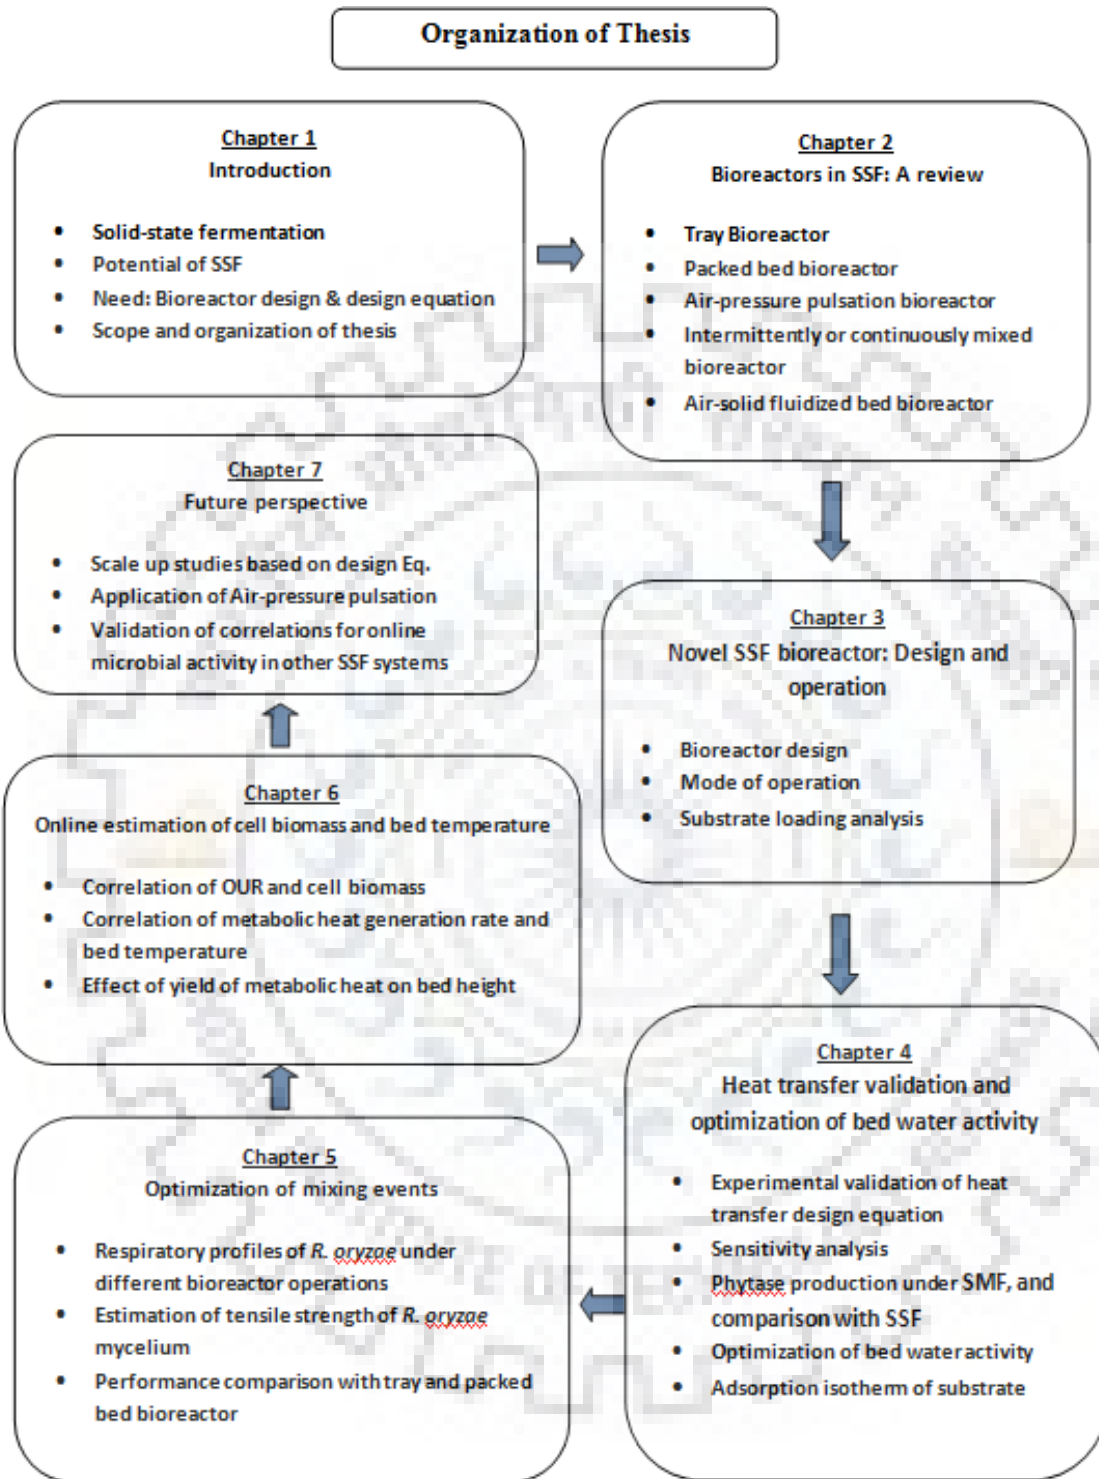 Organization of Thesis
Chapter 1
Introduction
• Solid-state fermentation
• Potential of SSF
• Need: Bioreactor design & design equation
• Scope and organization of thesis
Chapter 2
Bioreactors in SSF: A review
• Tray Bioreactor
• Packed bed bioreactor
• Air-pressure pulsation bioreactor
• Intermittently or continuously mixed
bioreactor
• Air-solid fluidized bed bioreactor
Chapter 3
Novel SSF bioreactor: Design and
operation
• Bioreactor design
• Mode of operation
• Substrate loading analysis
Chapter 4
Heat transfer validation and
optimization of bed water activity
• Experimental validation of heat
transfer design equation
• Sensitivity analysis
• Phytase production under SMF, and
comparison with SSF
• Optimization of bed water activity
• Adsorption isotherm of substrate
Chapter 5
Optimization of mixing events
• Respiratory profiles of R. oryzae under
different bioreactor operations
• Estimation of tensile strength of R. oryzae
mycelium
• Performance comparison with tray and packed
bed bioreactor
Chapter 6
Online estimation of cell biomass and bed temperature
• Correlation of OUR and cell biomass
• Correlation of metabolic heat generation rate and
bed temperature
• Effect of yield of metabolic heat on bed height
Chapter 7
Future perspective
• Scale up studies based on design Eq.
• Application of Air-pressure pulsation
• Validation of correlations for online
microbial activity in other SSF systems